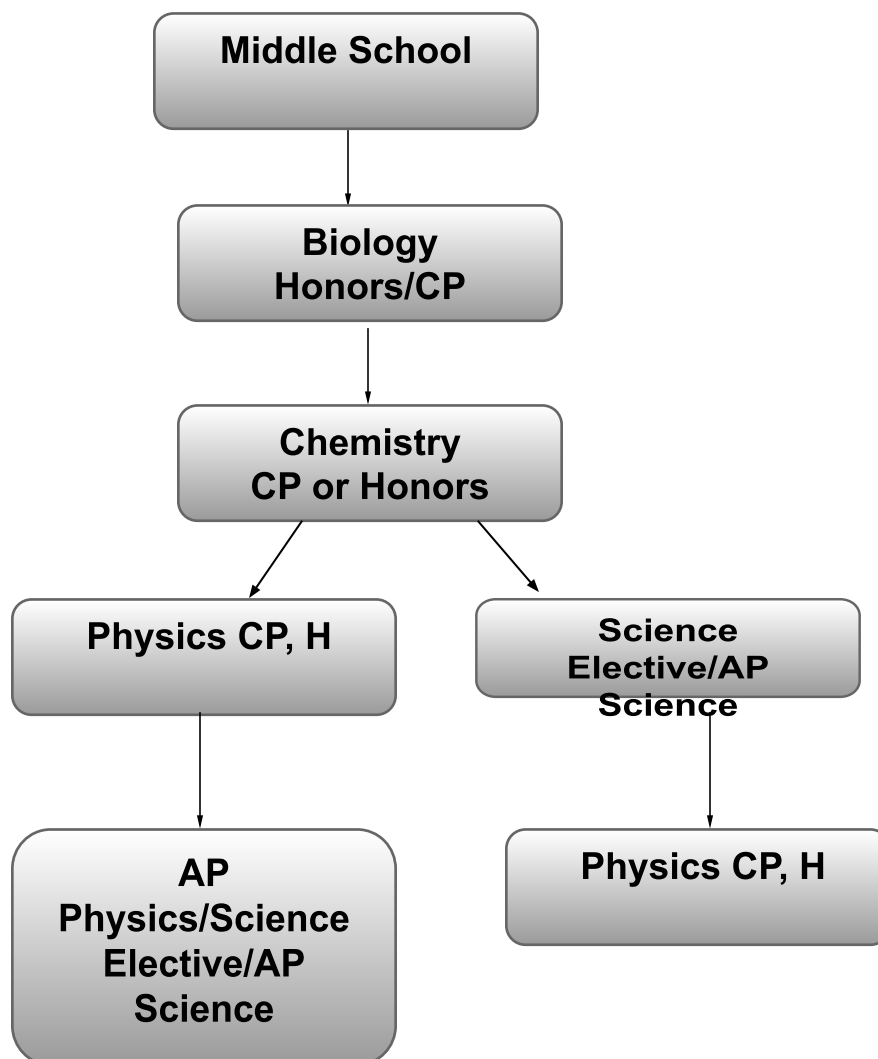 Middle School
Biology
Honors/CP
Chemistry
CP or Honors
Physics CP, H
Science
Elective/AP
Science
AP
Physics/Science
Elective/AP
Science
Physics CP, H